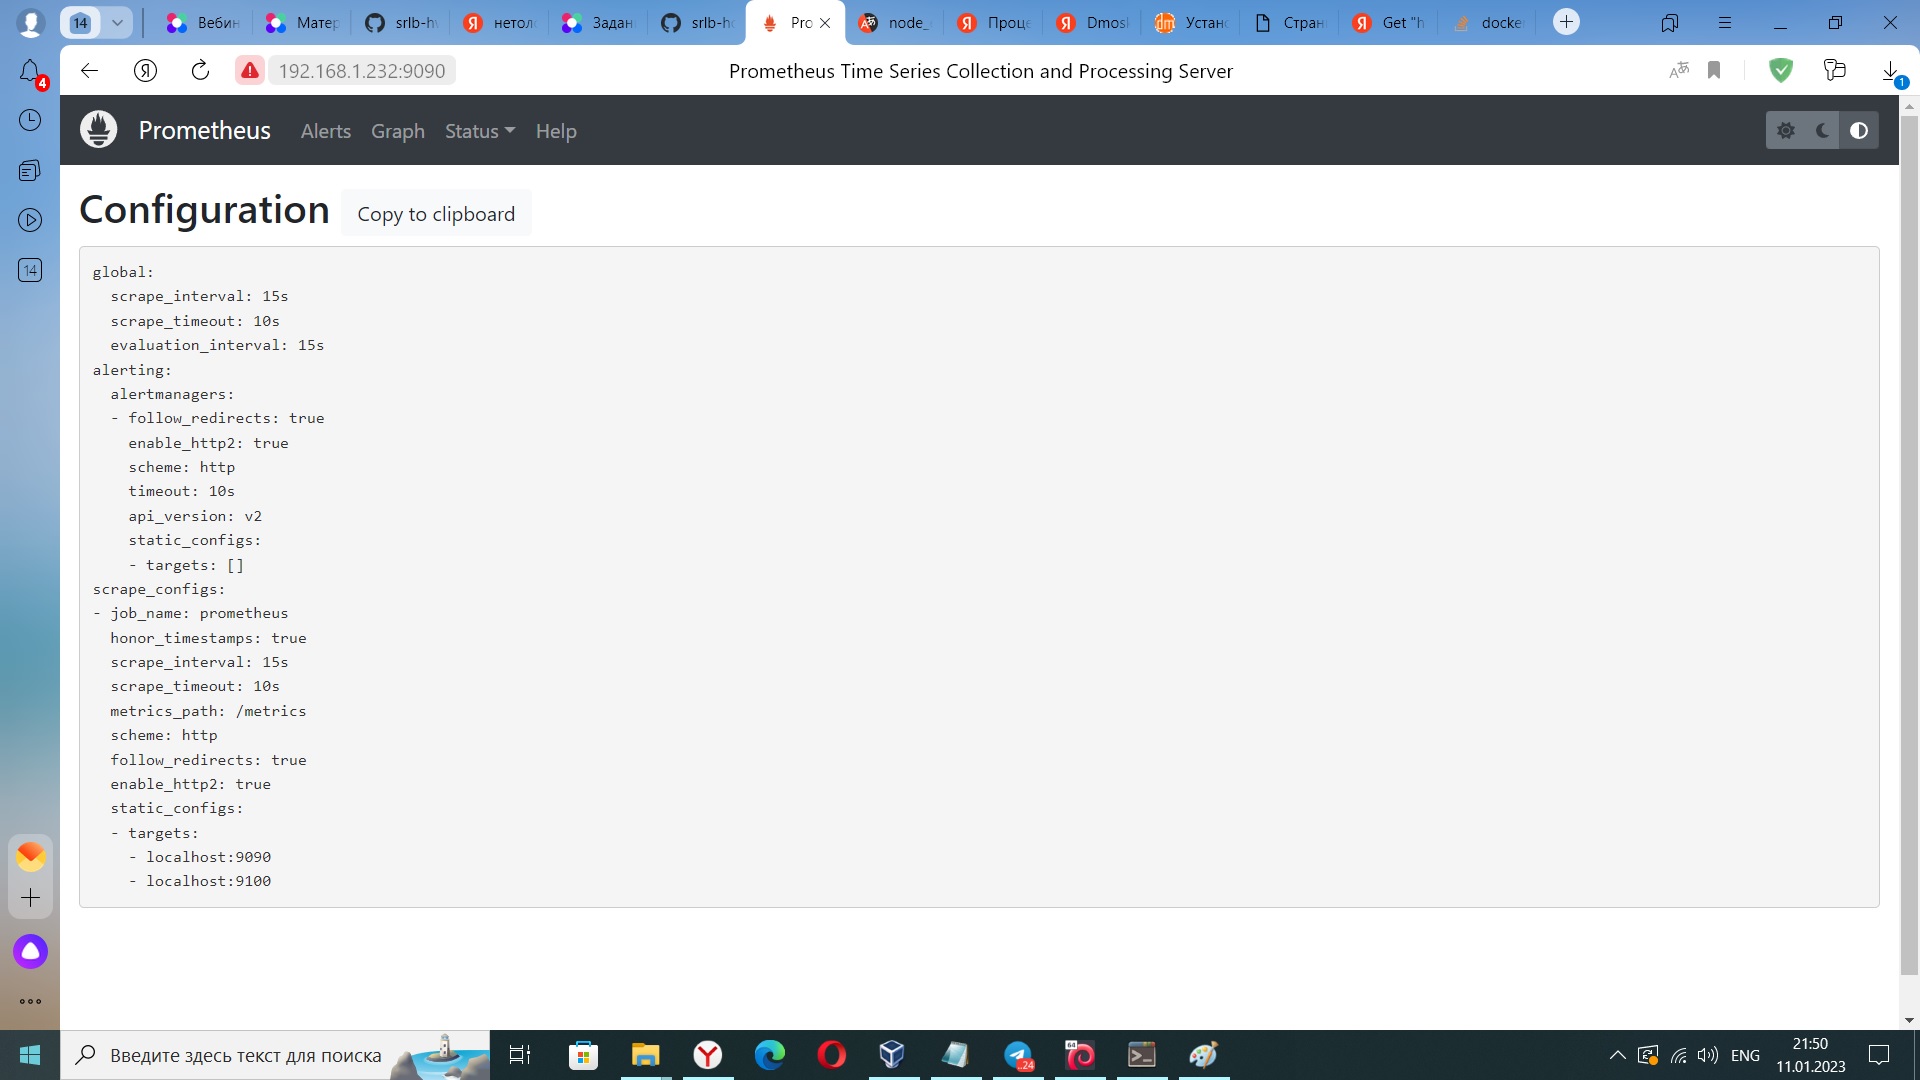 14
Вебин
Матер
srlb-h
нетол
Задан
srlb-h
Pro
node_
Проце
Dmosk
Устан
Стран
Get "h
docke
4
192.168.1.232:9090
Prometheus Time Series Collection and Processing Server
1
Prometheus
Alerts
Graph
Status
Help
Configuration
Copy to clipboard
14
global:
scrape_interval: 15s
scrape_timeout: 10s
evaluation_interval: 15s
alerting:
alertmanagers:
- follow_redirects: true
enable_http2: true
scheme: http
timeout: 10s
api_version: v2
static_configs:
- targets: []
scrape_configs:
- job_name: prometheus
honor_timestamps: true
scrape_interval: 15s
scrape_timeout: 10s
metrics_path: /metrics
scheme: http
follow_redirects: true
enable_http2: true
static_configs:
- targets:
- localhost:9090
- localhost:9100
Введите здесь текст для поиска
24
64
ENG
21:50
11.01.2023